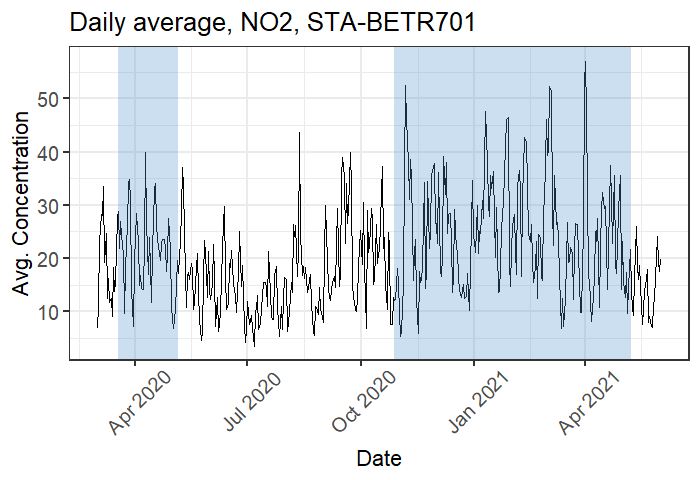 Daily average, NO2, STA-BETR701
Avg. Concentration
50
40
30
20
10
Apr 2020
Jul 2020
Oct 2020
Jan 2021
Apr 2021
Date